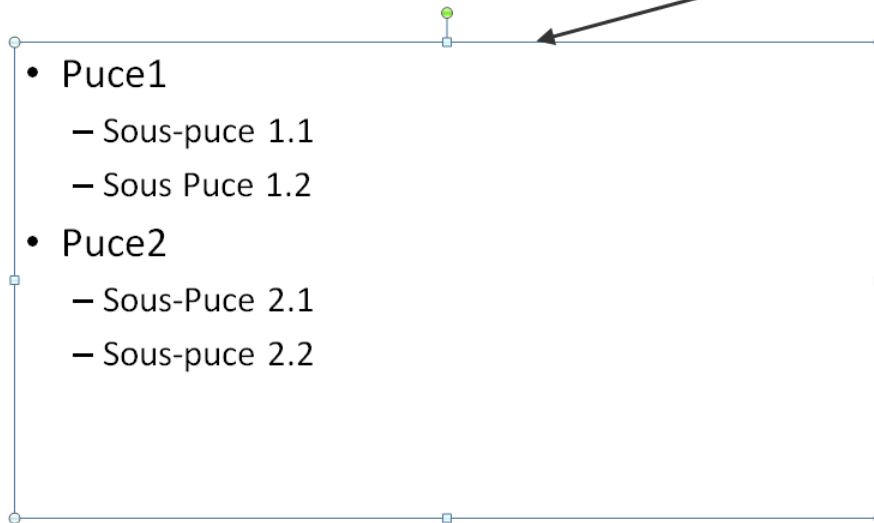 • Puce1
– Sous-puce 1.1
– Sous Puce 1.2
• Puce2
– Sous-Puce 2.1
– Sous-puce 2.2